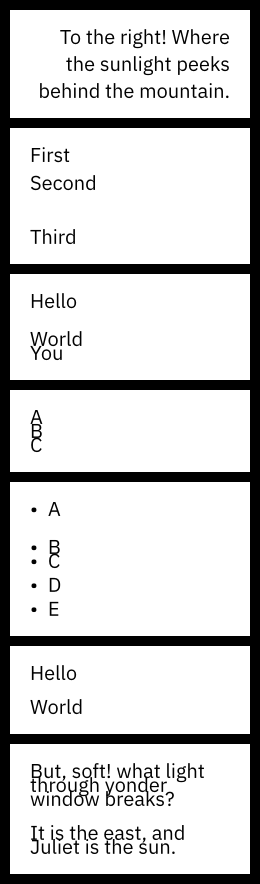 To the right! Where
the sunlight peeks
behind the mountain.
First
Second
Third
Hello
World
You
A
B
C
• A
• B
• C
• D
• E
Hello
World
But, soft! what light
through yonder
window breaks?
It is the east, and
Juliet is the sun.